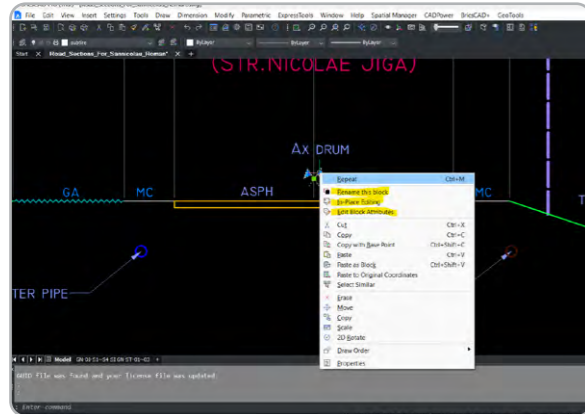 File Edit View Insert Settings Tools Draw Dimension Modify Parametric ExpressTools Window Help Spatial Manager CADPower BricsCAD+ GeoTools
ByLayer ByLayer ByLayer
Start Road_Sections_For_Sannicolau_Roman*
(STR.NICOLAE JIGA)
AX DRUM
GA MC ASPH MC
TER PIPE
Repeat Ctrl+M
Rename this block
In-Place Editing
Edit Block Attributes
Cut Ctrl+X
Copy Ctrl+C
Copy with Base Point Ctrl+Shift+C
Paste Ctrl+V
Paste as Block Ctrl+Shift+V
Paste to Original Coordinates
Select Similar
Erase
Move
Copy
Scale
2D Rotate
Draw Order
Properties
Model
file was found and your license file was updated.
: Enter command